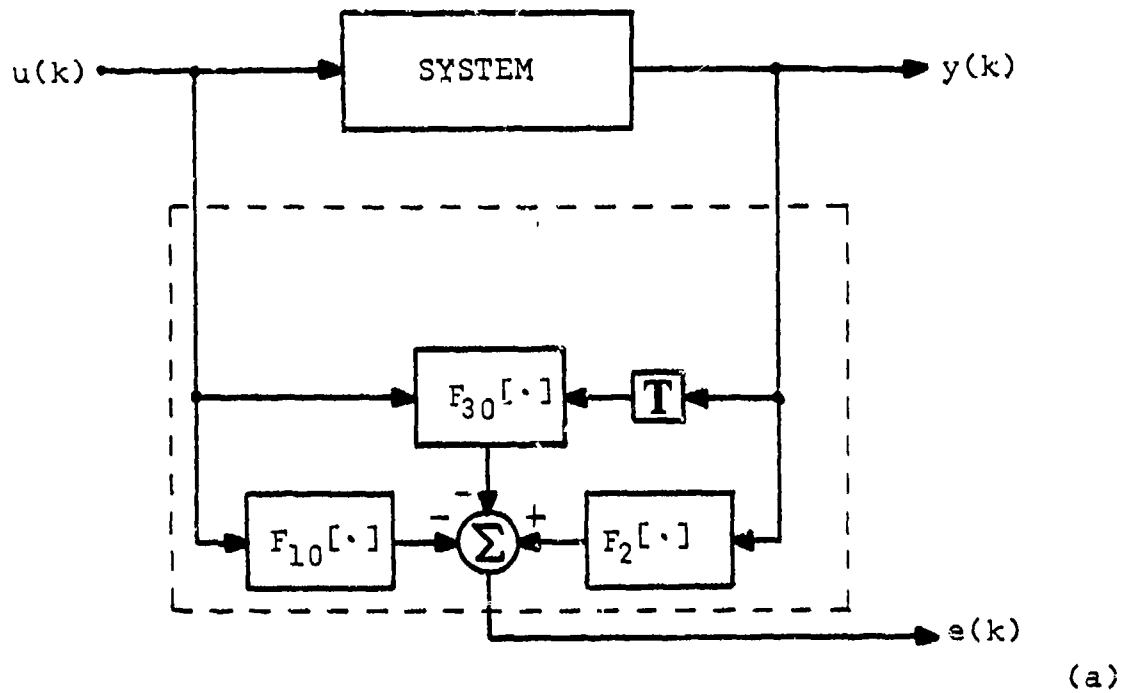 u(k)
SYSTEM
y(k)
F30[·]
T
-
-
+
F10[·]
Σ
F2[·]
e(k)
(a)